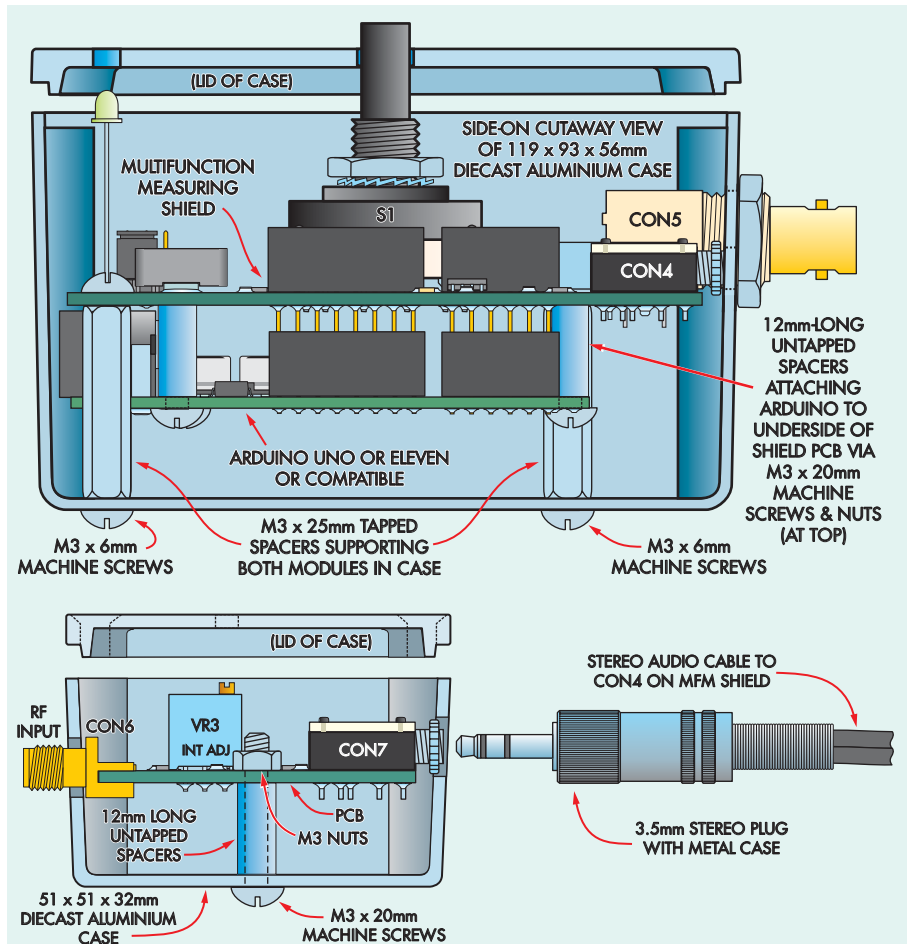 (LID OF CASE)
SIDE-ON CUTAWAY VIEW
OF 119 x 93 x 56mm
DIECAST ALUMINIUM CASE
MULTIFUNCTION
MEASURING
SHIELD
S1
CON5
CON4
12mm-LONG
UNTAPPED
SPACERS
ATTACHING
ARDUINO TO
UNDERSIDE OF
SHIELD PCB VIA
M3 x 20mm
MACHINE
SCREWS & NUTS
(AT TOP)
ARDUINO UNO OR ELEVEN
OR COMPATIBLE
M3 x 6mm
MACHINE SCREWS
M3 x 25mm TAPPED
SPACERS SUPPORTING
BOTH MODULES IN CASE
M3 x 6mm
MACHINE SCREWS
(LID OF CASE)
RF
INPUT
CON6
VR3
INT ADJ
CON7
12mm LONG
UNTAPPED
SPACERS
PCB
M3 NUTS
51 x 51 x 32mm
DIECAST ALUMINIUM
CASE
M3 x 20mm
MACHINE SCREWS
STEREO AUDIO CABLE TO
CON4 ON MFM SHIELD
3.5mm STEREO PLUG
WITH METAL CASE